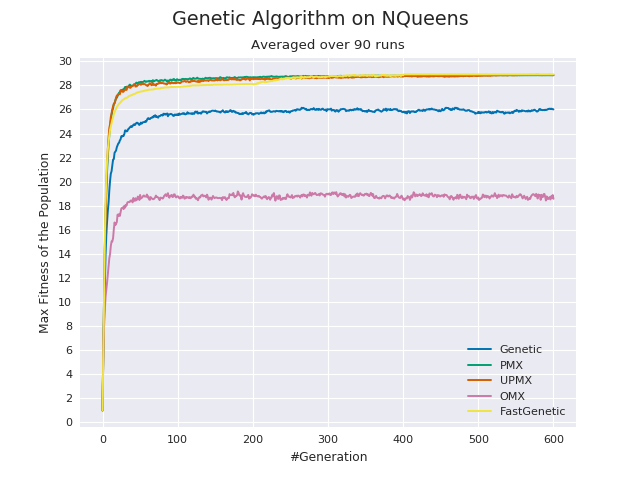 Genetic Algorithm on NQueens
Averaged over 90 runs
Max Fitness of the Population
30
28
26
24
22
20
18
16
14
12
10
8
6
4
2
0
Genetic
PMX
UPMX
OMX
FastGenetic
0 100 200 300 400 500 600
#Generation